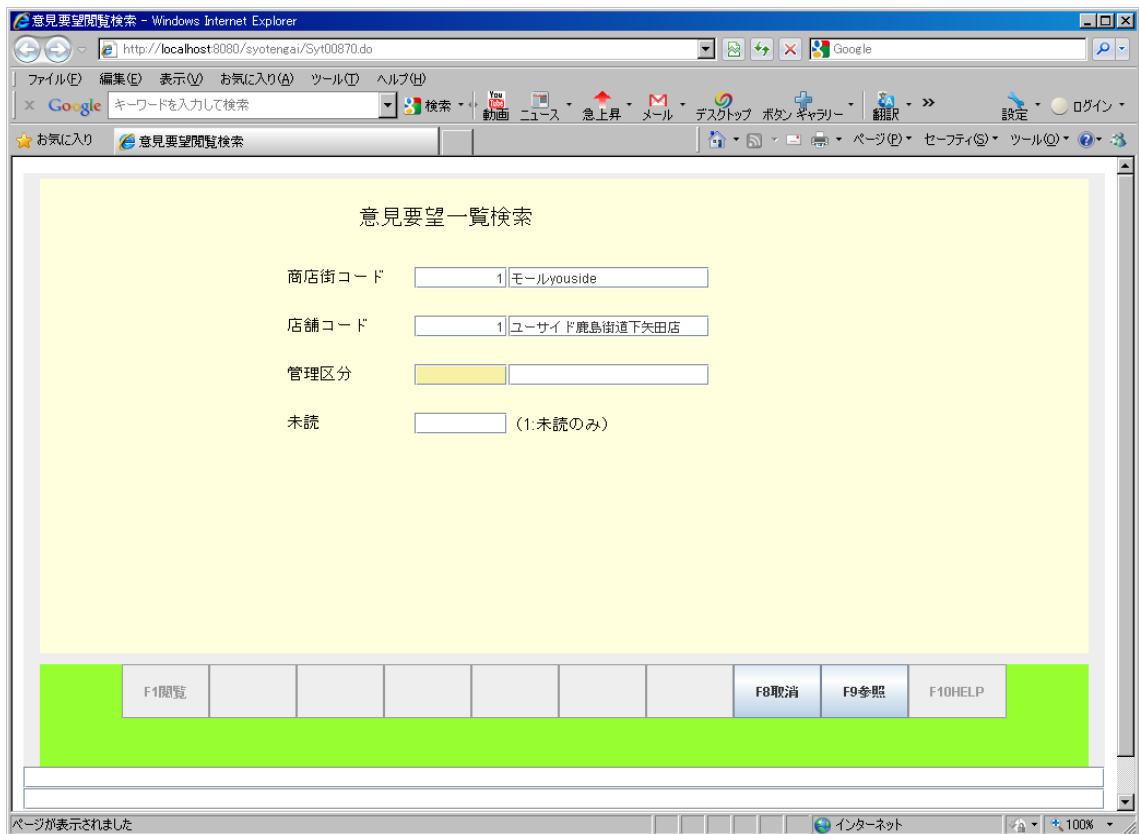 意見要望閲覧検索 - Windows Internet Explorer
http://localhost:8080/syotengai/Syt00870.do
Google
ファイル(F) 編集(E) 表示(V) お気に入り(A) ツール(T) ヘルプ(H)
× Google キーワードを入力して検索 検索 You Tube 動画 ニュース 急上昇 メール デスクトップ ボタン ギャラリー 翻訳 » 設定 ログイン
お気に入り 意見要望閲覧検索 ページ(P) セーフティ(S) ツール(O)
意見要望一覧検索
商店街コード 1 モールyouside
店舗コード 1 ユーサイド鹿島街道下矢田店
管理区分
未読 (1:未読のみ)
F1閲覧 F8取消 F9参照 F10HELP
ページが表示されました インターネット 100%